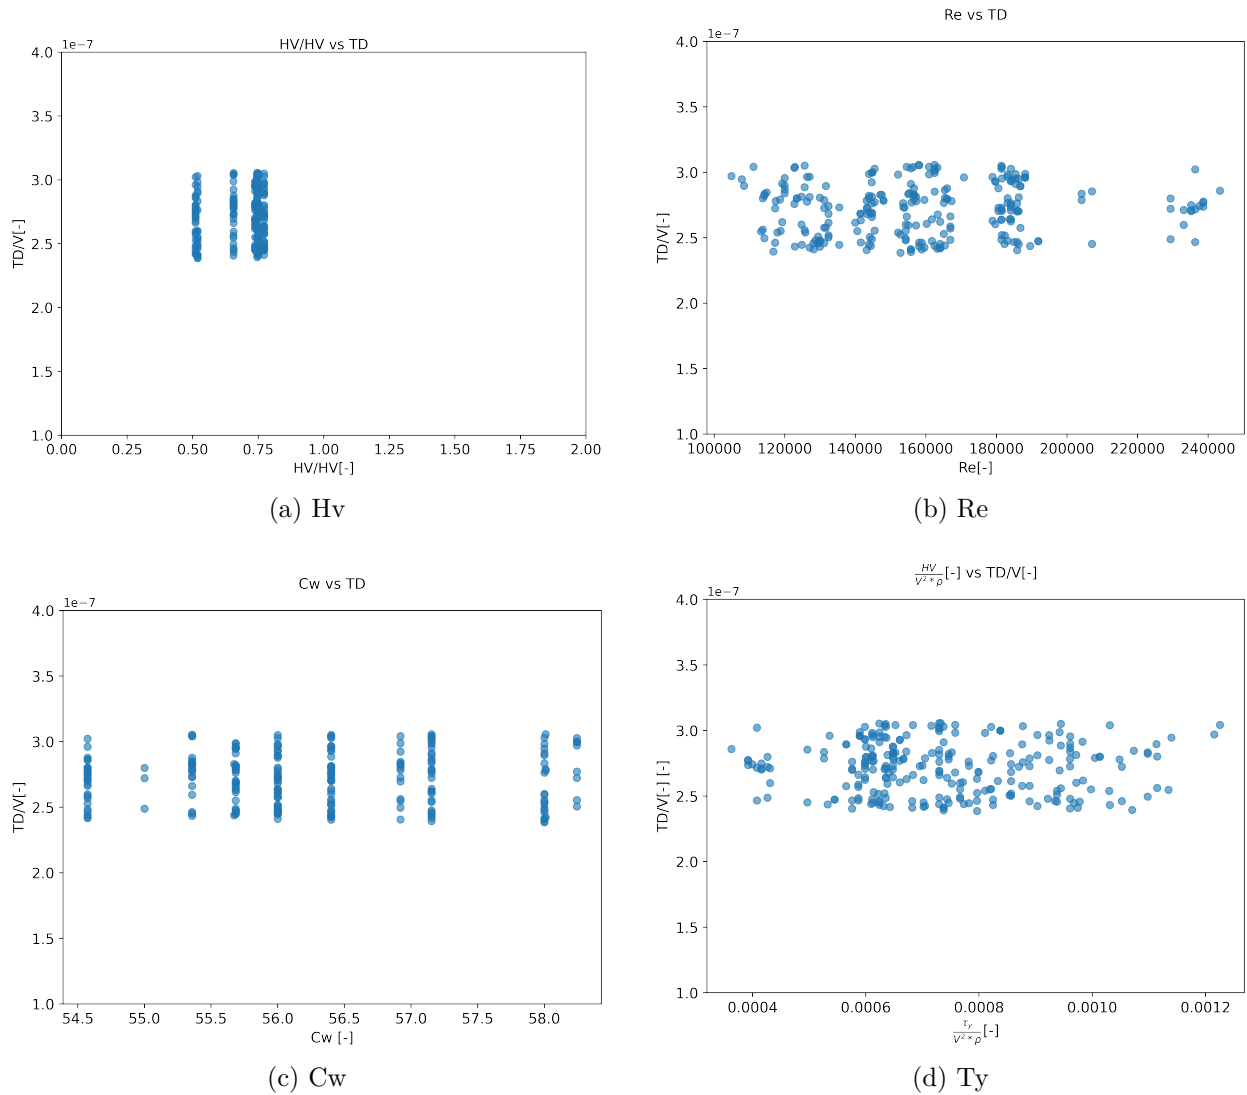 HV/HV vs TD
1e−7
4.0
3.5
3.0
2.5
2.0
1.5
1.0
TD/V[-]
0.00 0.25 0.50 0.75 1.00 1.25 1.50 1.75 2.00
HV/HV[-]
(a) Hv
Re vs TD
1e−7
4.0
3.5
3.0
2.5
2.0
1.5
1.0
TD/V[-]
100000 120000 140000 160000 180000 200000 220000 240000
Re[-]
(b) Re
Cw vs TD
1e−7
4.0
3.5
3.0
2.5
2.0
1.5
1.0
TD/V[-]
54.5 55.0 55.5 56.0 56.5 57.0 57.5 58.0
Cw [-]
(c) Cw
HV/V²*ρ[-] vs TD/V[-]
1e−7
4.0
3.5
3.0
2.5
2.0
1.5
1.0
TD/V[-] [-]
0.0004 0.0006 0.0008 0.0010 0.0012
τy/V²*ρ[-]
(d) Ty